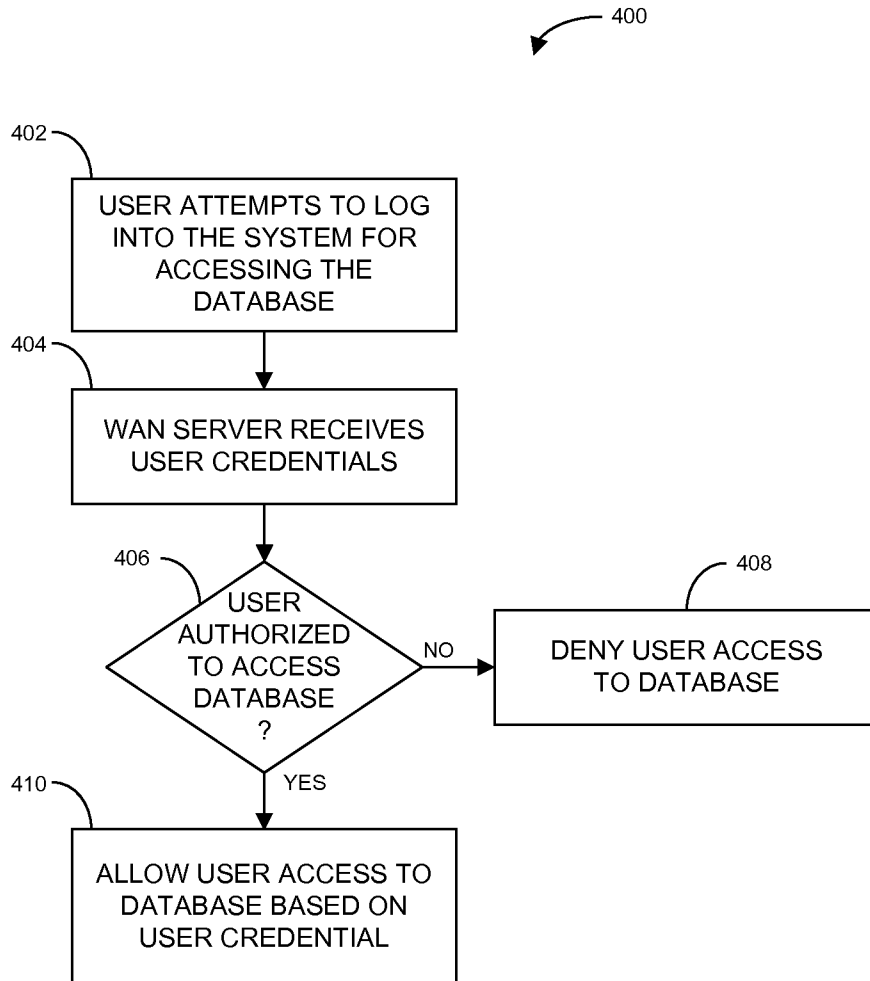 400
402
USER ATTEMPTS TO LOG
INTO THE SYSTEM FOR
ACCESSING THE
DATABASE
404
WAN SERVER RECEIVES
USER CREDENTIALS
406
USER
AUTHORIZED
TO ACCESS
DATABASE
?
NO
408
DENY USER ACCESS
TO DATABASE
YES
410
ALLOW USER ACCESS TO
DATABASE BASED ON
USER CREDENTIAL